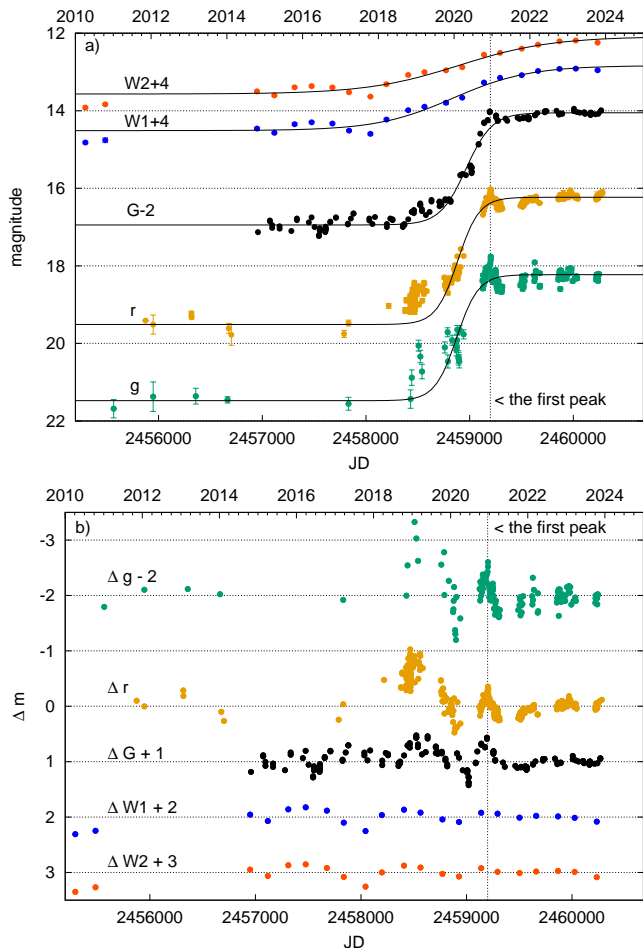 2010 2012 2014 2016 2018 2020 2022 2024
12
a)
W2+4
14
W1+4
16
G-2
magnitude
18
r
20
g
< the first peak
22
2456000 2457000 2458000 2459000 2460000
JD
2010 2012 2014 2016 2018 2020 2022 2024
b)
< the first peak
-3
Δ g - 2
-2
-1
Δ r
0
Δ m
Δ G + 1
1
Δ W1 + 2
2
Δ W2 + 3
3
2456000 2457000 2458000 2459000 2460000
JD